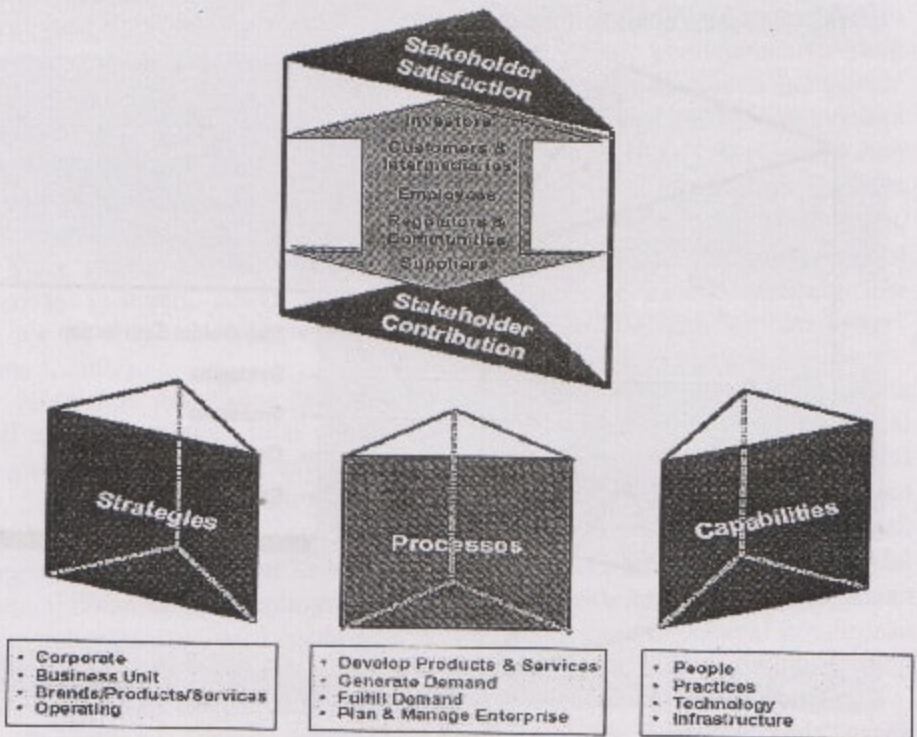 Stakeholder
Satisfaction
Investors
Customers &
Intermediaries
Employees
Regulators &
Communities
Suppliers
Stakeholder
Contribution
Strategies
Processes
Capabilities
• Corporate
• Business Unit
• Brands/Products/Services
• Operating
• Develop Products & Services
• Generate Demand
• Fulfill Demand
• Plan & Manage Enterprise
• People
• Practices
• Technology
• Infrastructure